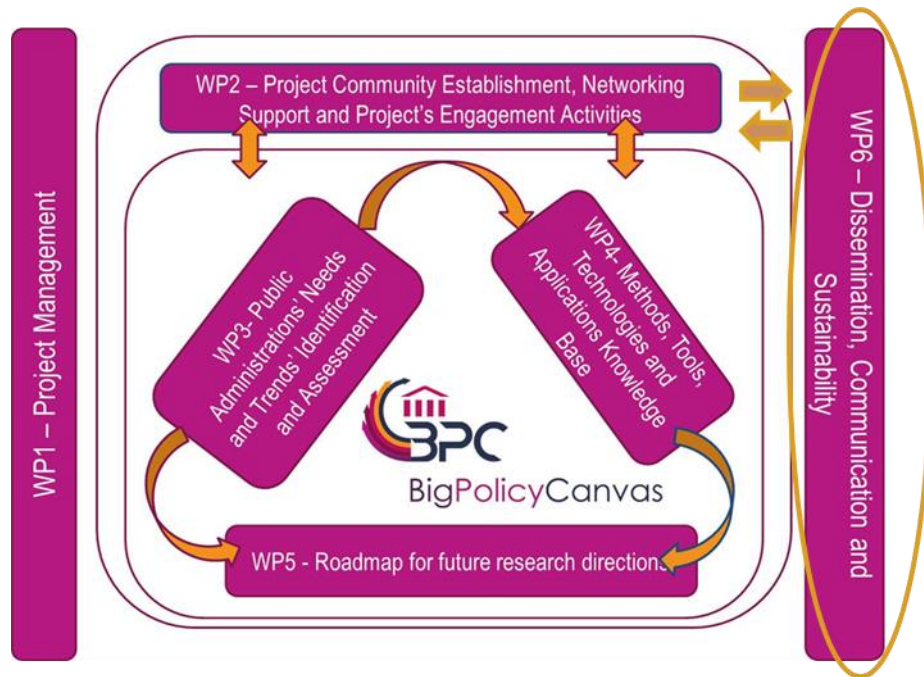 WP1 – Project Management
WP2 – Project Community Establishment, Networking
Support and Project's Engagement Activities
WP3- Public
Administrations' Needs
and Trends' Identification
and Assessment
WP4- Methods, Tools,
Technologies and
Applications Knowledge
Base
BPC
BigPolicyCanvas
WP5 - Roadmap for future research directions
WP6 – Dissemination, Communication and
Sustainability